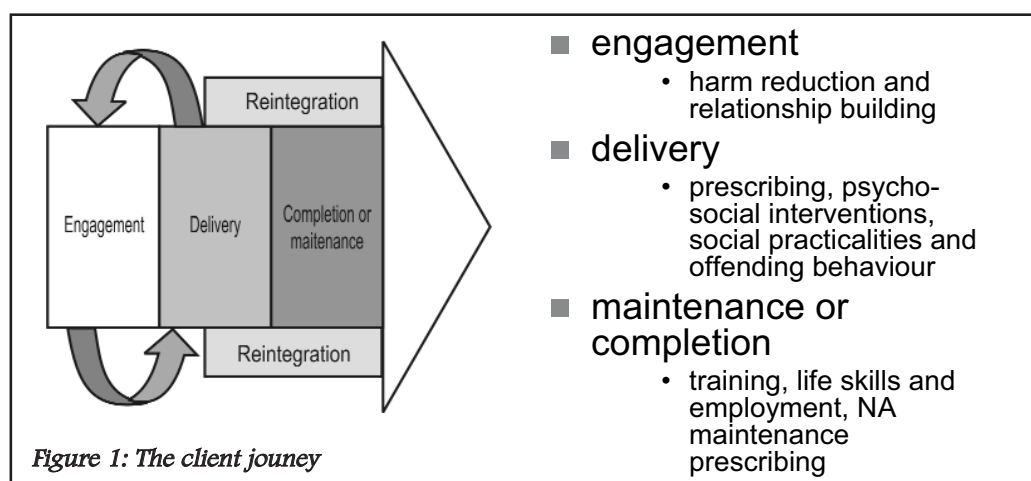 Reintegration
Engagement
Delivery
Completion or
maitenance
Reintegration
Figure 1: The client jouney
■ engagement
• harm reduction and
relationship building
■ delivery
• prescribing, psycho-
social interventions,
social practicalities and
offending behaviour
■ maintenance or
completion
• training, life skills and
employment, NA
maintenance
prescribing